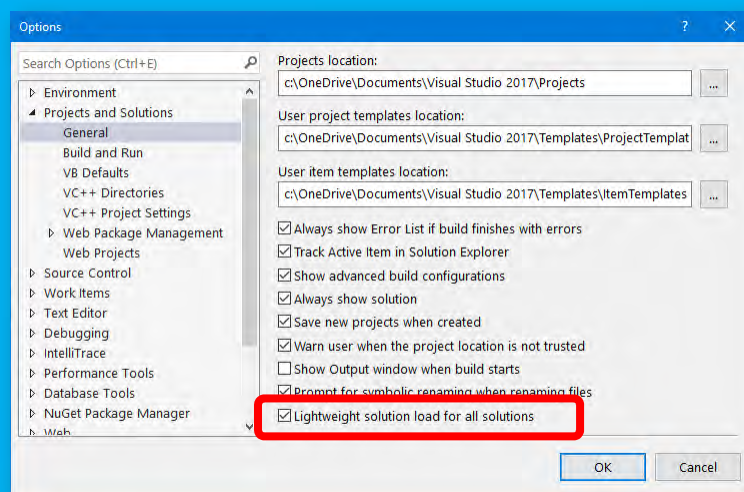 Options
?
Search Options (Ctrl+E)
Environment
Projects and Solutions
General
Build and Run
VB Defaults
VC++ Directories
VC++ Project Settings
Web Package Management
Web Projects
Source Control
Work Items
Text Editor
Debugging
IntelliTrace
Performance Tools
Database Tools
NuGet Package Manager
Web
Projects location:
c:\OneDrive\Documents\Visual Studio 2017\Projects
...
User project templates location:
c:\OneDrive\Documents\Visual Studio 2017\Templates\ProjectTemplat
...
User item templates location:
c:\OneDrive\Documents\Visual Studio 2017\Templates\ItemTemplates
...
Always show Error List if build finishes with errors
Track Active Item in Solution Explorer
Show advanced build configurations
Always show solution
Save new projects when created
Warn user when the project location is not trusted
Show Output window when build starts
Prompt for symbolic renaming when renaming files
Lightweight solution load for all solutions
OK
Cancel